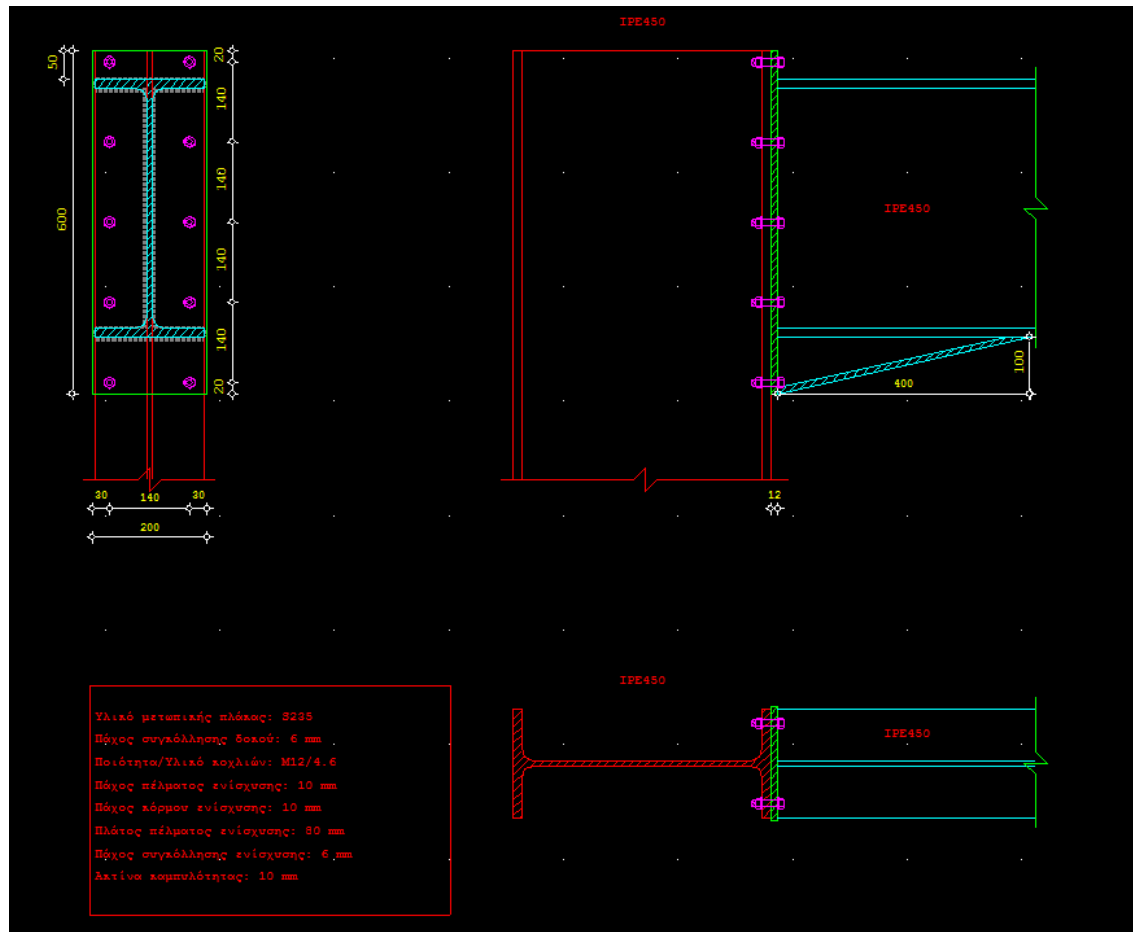 IPE450
50
20
140
140
600
140
140
20
IPE450
100
400
30
140
30
200
12
IPE450
IPE450
Υλικό μετωπικής πλάκας: S235
Πάχος συγκόλλησης δοκού: 6 mm
Ποιότητα/Υλικό κοχλιών: M12/4.6
Πάχος πέλματος ενίσχυσης: 10 mm
Πάχος κόρμου ενίσχυσης: 10 mm
Πλάτος πέλματος ενίσχυσης: 80 mm
Πάχος συγκόλλησης ενίσχυσης: 6 mm
Ακτίνα καμπυλότητας: 10 mm